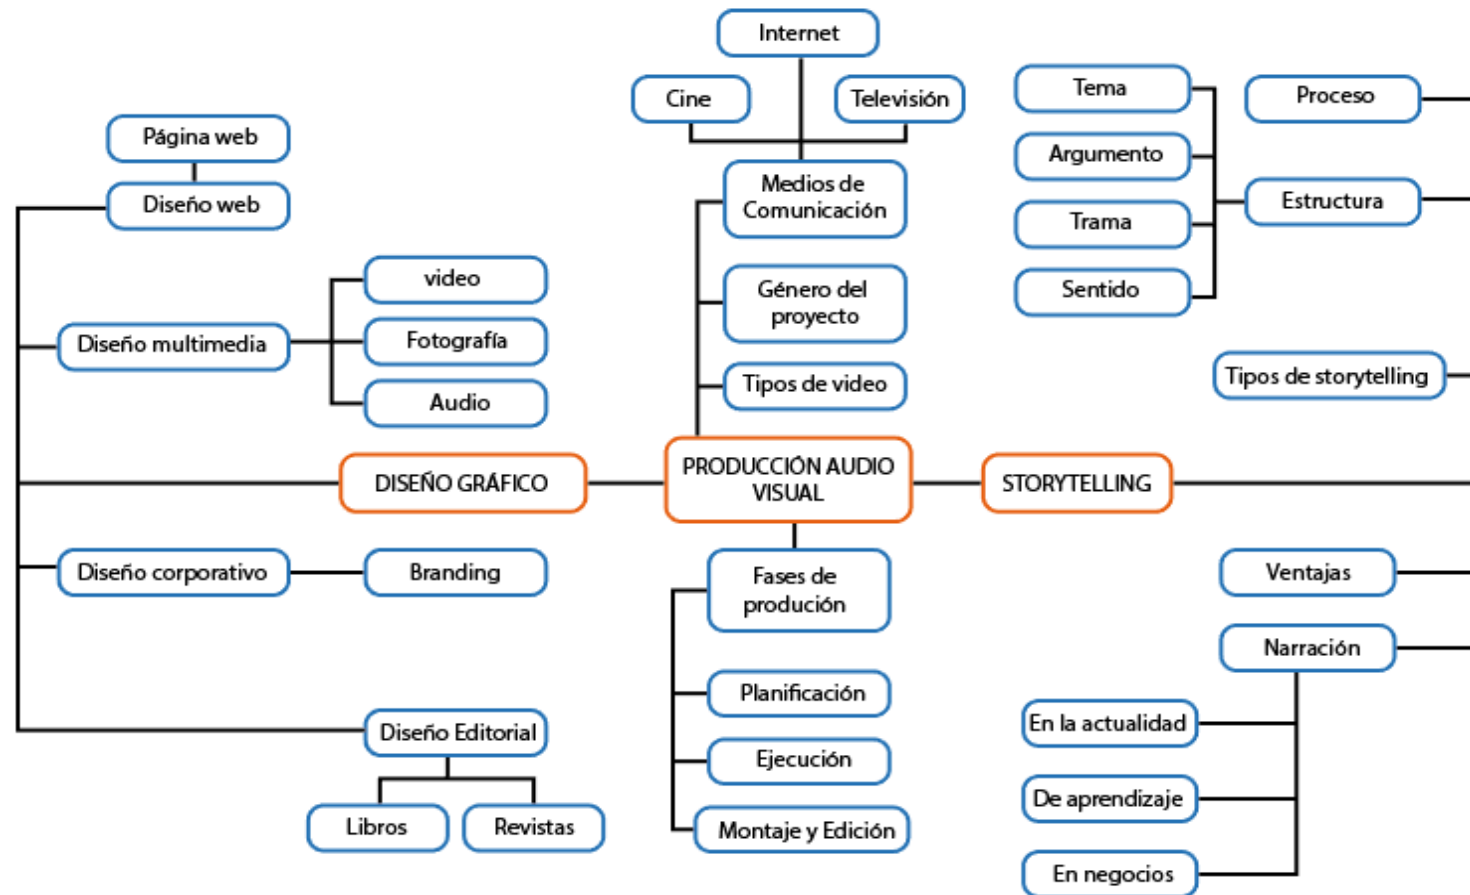 Internet
Cine
Televisión
Tema
Proceso
Página web
Argumento
Medios de
Comunicación
Diseño web
Estructura
Trama
video
Género del
proyecto
Sentido
Diseño multimedia
Fotografía
Tipos de video
Tipos de storytelling
Audio
DISEÑO GRÁFICO
PRODUCCIÓN AUDIO
VISUAL
STORYTELLING
Diseño corporativo
Branding
Fases de
produción
Ventajas
Narración
Planificación
En la actualidad
Diseño Editorial
Ejecución
De aprendizaje
Libros
Revistas
Montaje y Edición
En negocios